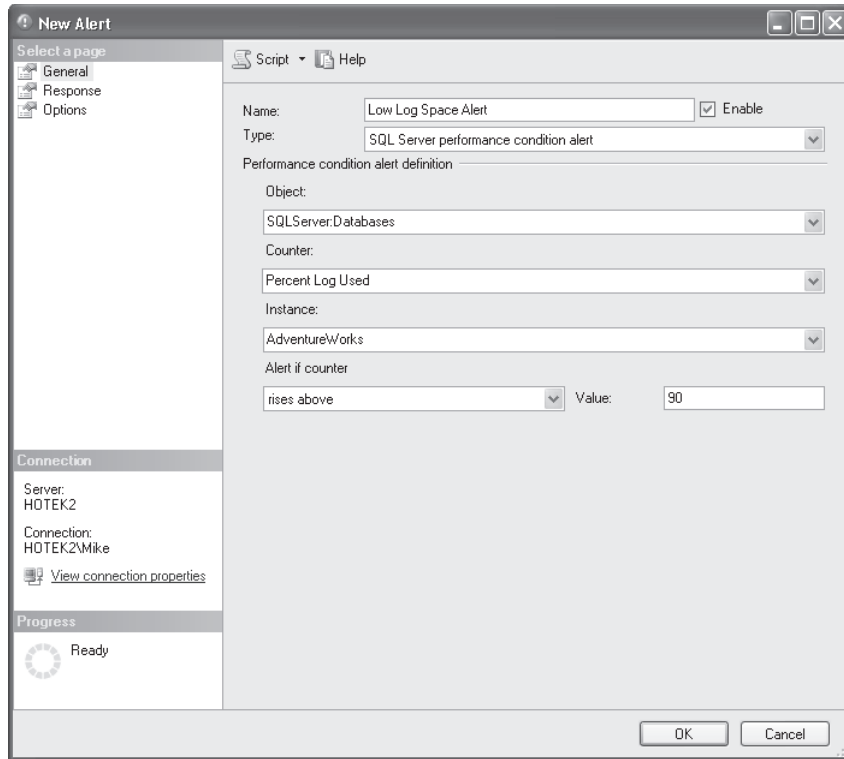 New Alert
Select a page
General
Response
Options
Script
Help
Name:
Low Log Space Alert
Enable
Type:
SQL Server performance condition alert
Performance condition alert definition
Object:
SQLServer:Databases
Counter:
Percent Log Used
Instance:
AdventureWorks
Alert if counter
rises above
Value:
90
Connection
Server:
HOTEK2
Connection:
HOTEK2\Mike
View connection properties
Progress
Ready
OK
Cancel